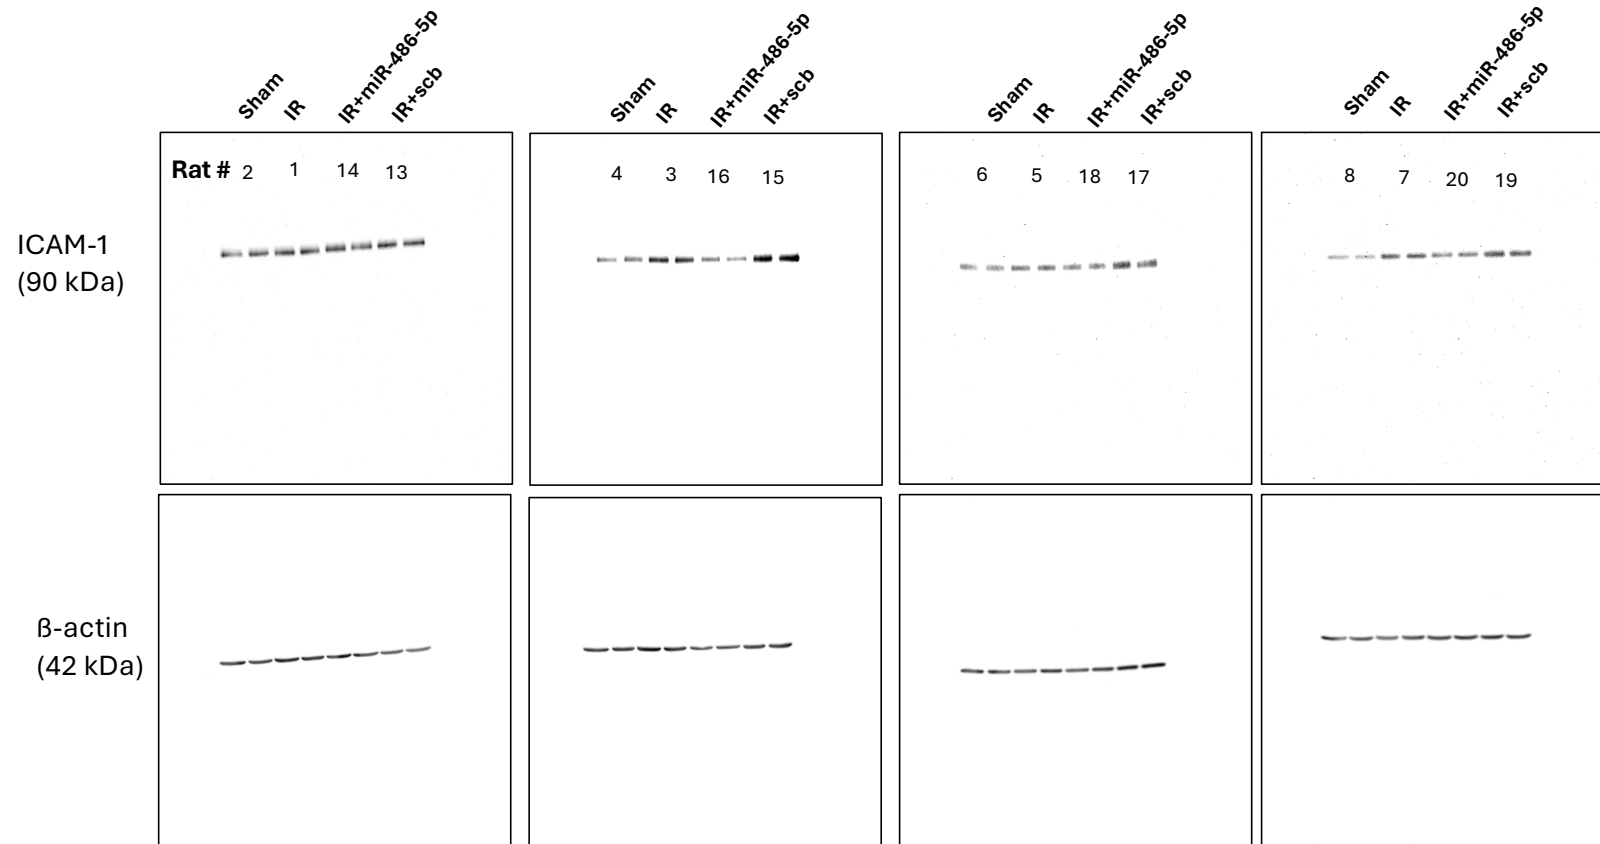 Sham IR IR+miR-486-5p IR+scb
Sham IR IR+miR-486-5p IR+scb
Sham IR IR+miR-486-5p IR+scb
Sham IR IR+miR-486-5p IR+scb
Rat # 2 1 14 13
4 3 16 15
6 5 18 17
8 7 20 19
ICAM-1
(90 kDa)
ß-actin
(42 kDa)